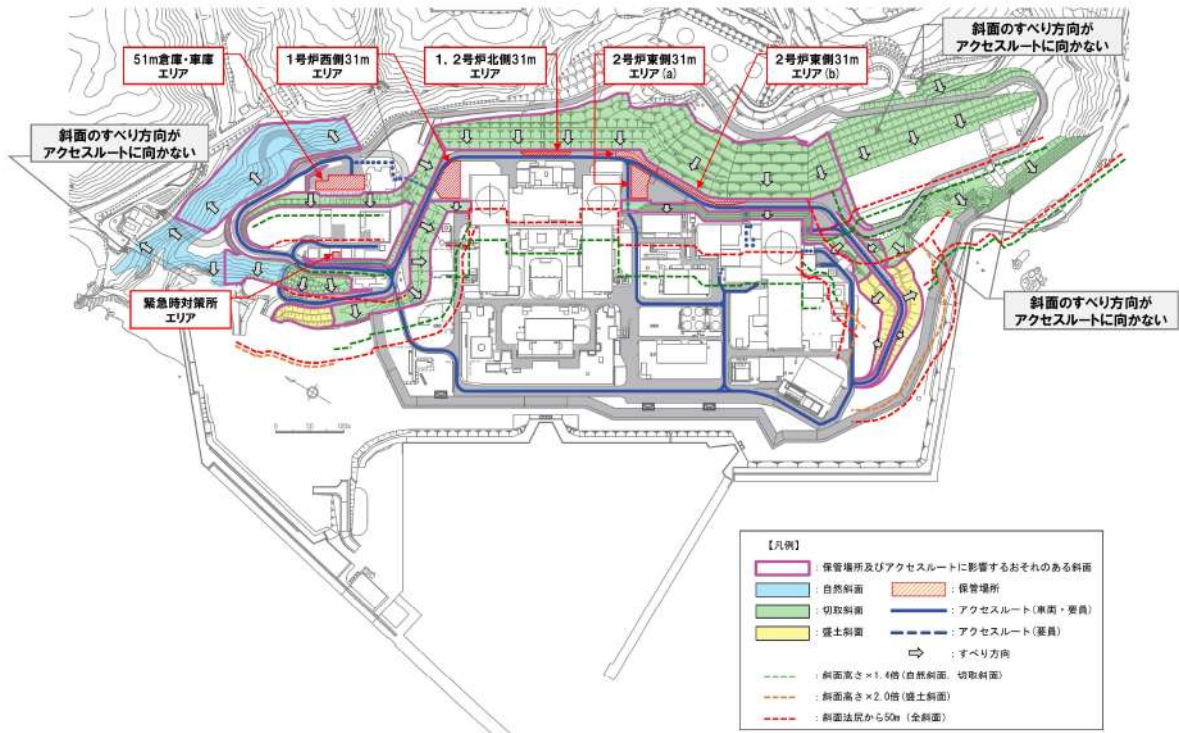 斜面のすべり方向が
アクセスルートに向かない
51m倉庫・車庫
エリア
1号炉西側31m
エリア
1,2号炉北側31m
エリア
2号炉東側31m
エリア(a)
2号炉東側31m
エリア(b)
斜面のすべり方向が
アクセスルートに向かない
緊急時対策所
エリア
斜面のすべり方向が
アクセスルートに向かない
【凡例】
:保管場所及びアクセスルートに影響するおそれのある斜面
:自然斜面
:保管場所
:切取斜面
:アクセスルート(車両・要員)
:盛土斜面
:アクセスルート(要員)
:すべり方向
:斜面高さ×1.4倍(自然斜面、切取斜面)
:斜面高さ×2.0倍(盛土斜面)
:斜面法尻から50m(全斜面)